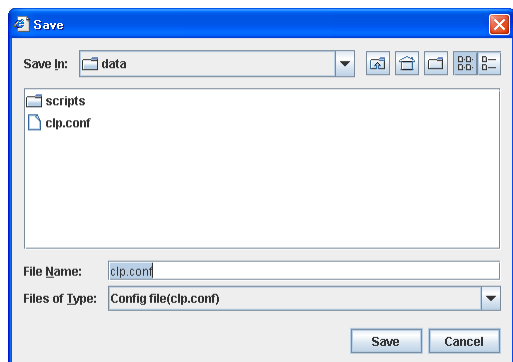 Save
Save In: data
scripts
clp.conf
File Name: clp.conf
Files of Type: Config file(clp.conf)
Save Cancel